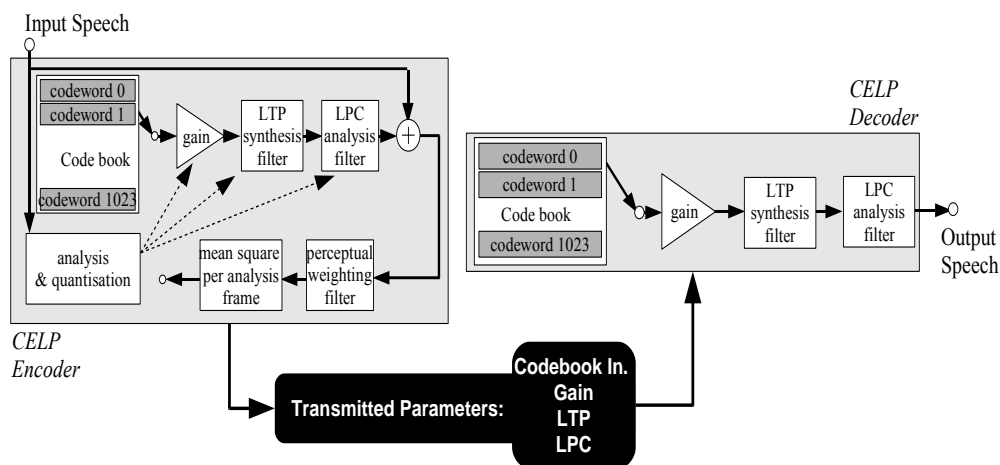 Input Speech
codeword 0
codeword 1
Code book
codeword 1023
gain
LTP
synthesis
filter
LPC
analysis
filter
+
analysis
& quantisation
mean square
per analysis
frame
perceptual
weighting
filter
CELP
Encoder
CELP
Decoder
codeword 0
codeword 1
Code book
codeword 1023
gain
LTP
synthesis
filter
LPC
analysis
filter
Output
Speech
Transmitted Parameters:
Codebook In.
Gain
LTP
LPC